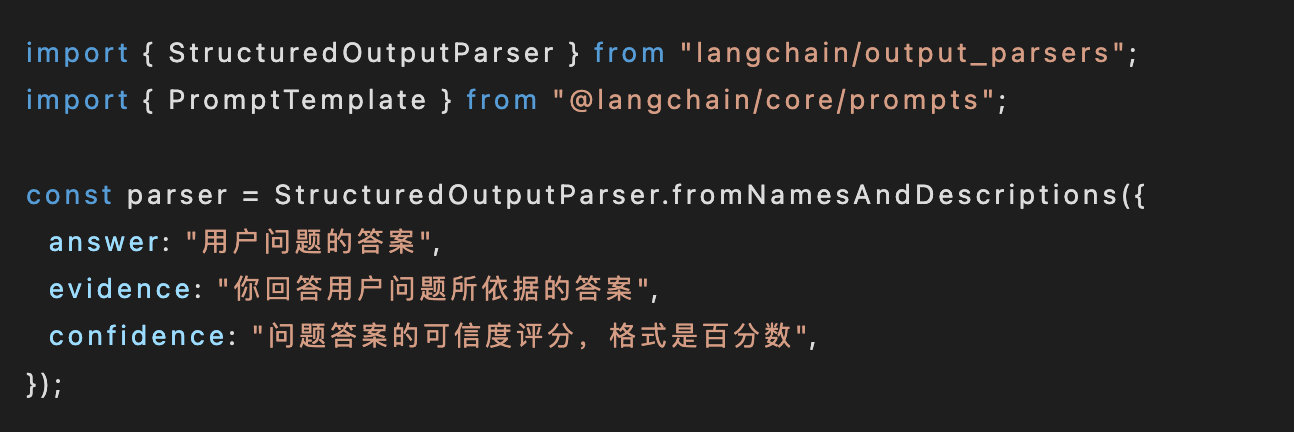 import { StructuredOutputParser } from "langchain/output_parsers";
import { PromptTemplate } from "@langchain/core/prompts";
const parser = StructuredOutputParser.fromNamesAndDescriptions({
answer: "用户问题的答案",
evidence: "你回答用户问题所依据的答案",
confidence: "问题答案的可信度评分，格式是百分数",
});